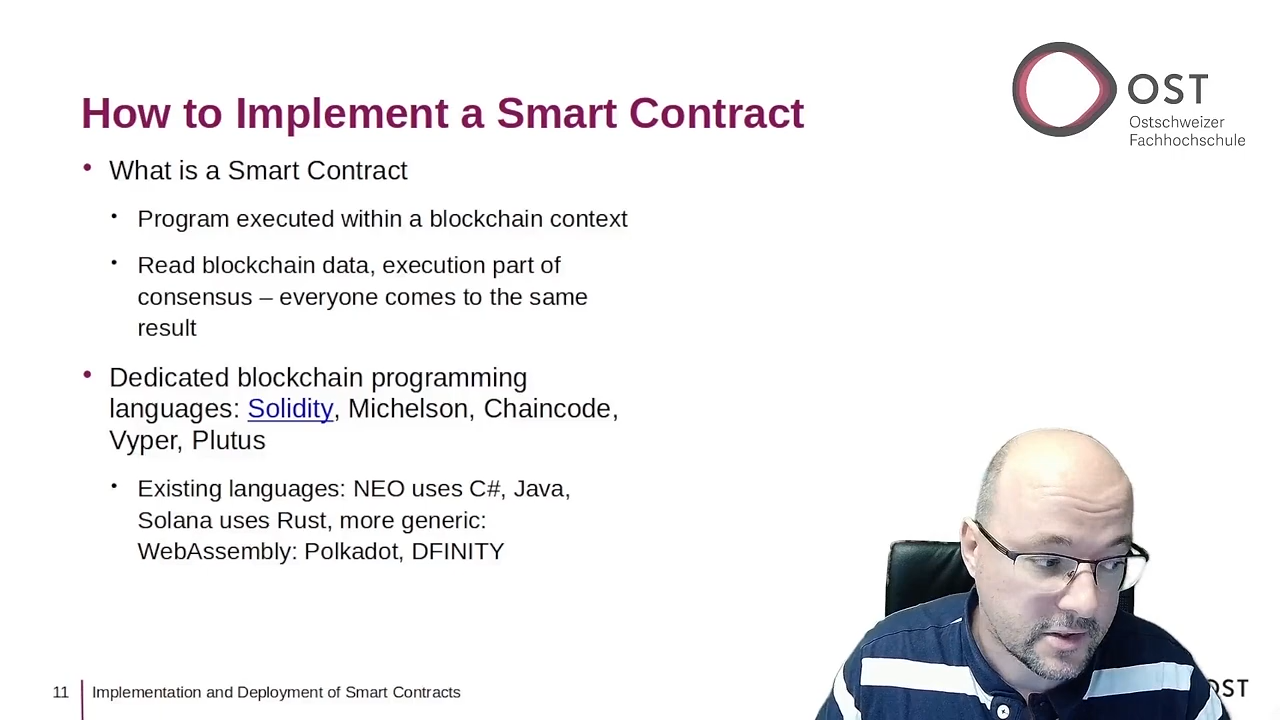 OST
Ostschweizer
Fachhochschule
How to Implement a Smart Contract
• What is a Smart Contract
• Program executed within a blockchain context
• Read blockchain data, execution part of
consensus – everyone comes to the same
result
• Dedicated blockchain programming
languages: Solidity, Michelson, Chaincode,
Vyper, Plutus
• Existing languages: NEO uses C#, Java,
Solana uses Rust, more generic:
WebAssembly: Polkadot, DFINITY
11 Implementation and Deployment of Smart Contracts
OST